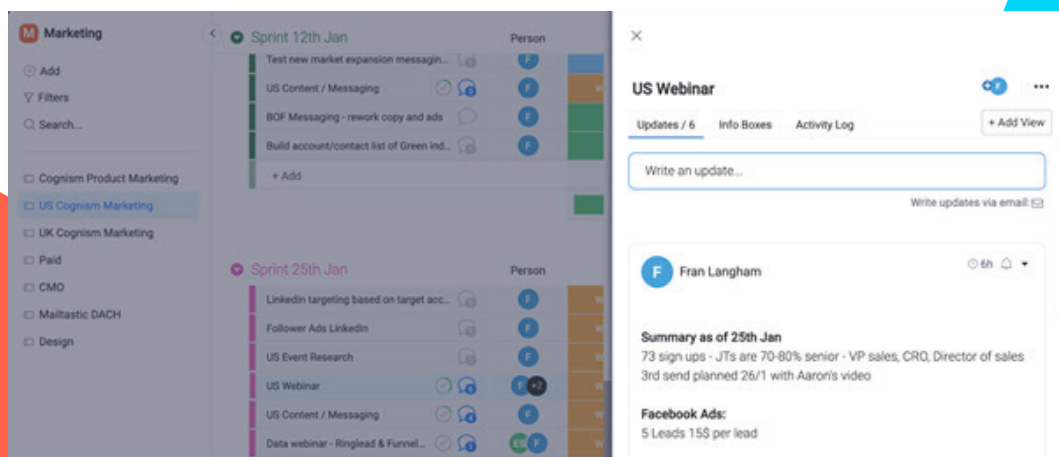 M Marketing
Add
Filters
Search...
Cognism Product Marketing
US Cognism Marketing
UK Cognism Marketing
Paid
CMO
Mailtastic DACH
Design
Sprint 12th Jan
Person
Test new market expansion messagin...
F
US Content / Messaging
F
BOF Messaging - rework copy and ads
F
Build account/contact list of Green ind...
F
+ Add
Sprint 25th Jan
Person
LinkedIn targeting based on target acc...
F
Follower Ads LinkedIn
F
US Event Research
F
US Webinar
F +2
US Content / Messaging
F
Data webinar - Ringlead & Funnel...
ES F
US Webinar
Updates / 6
Info Boxes
Activity Log
+ Add View
Write an update...
Write updates via email:
F
Fran Langham
6h
Summary as of 25th Jan
73 sign ups - JTs are 70-80% senior - VP sales, CRO, Director of sales
3rd send planned 26/1 with Aaron's video
Facebook Ads:
5 Leads 15$ per lead